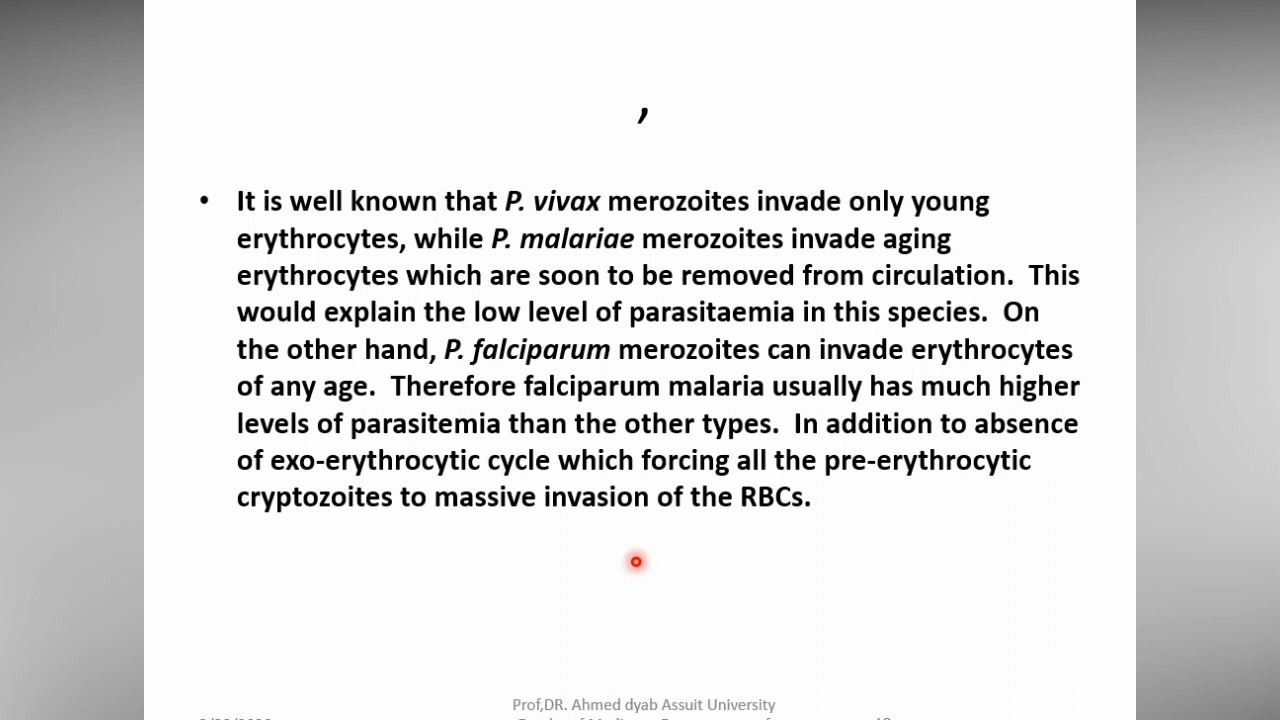 ,
• It is well known that P. vivax merozoites invade only young
erythrocytes, while P. malariae merozoites invade aging
erythrocytes which are soon to be removed from circulation. This
would explain the low level of parasitaemia in this species. On
the other hand, P. falciparum merozoites can invade erythrocytes
of any age. Therefore falciparum malaria usually has much higher
levels of parasitemia than the other types. In addition to absence
of exo-erythrocytic cycle which forcing all the pre-erythrocytic
cryptozoites to massive invasion of the RBCs.
Prof,DR. Ahmed dyab Assuit University